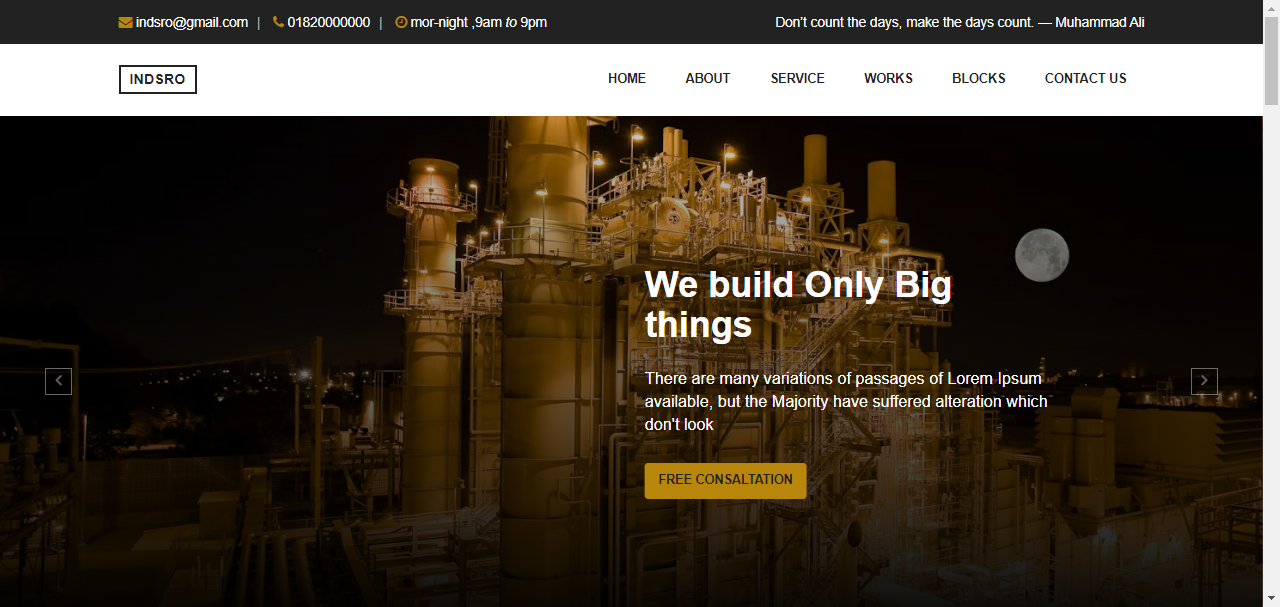 indsro@gmail.com | 01820000000 | mor-night ,9am to 9pm
Don't count the days, make the days count. — Muhammad Ali
INDSRO
HOME ABOUT SERVICE WORKS BLOCKS CONTACT US
We build Only Big
things
There are many variations of passages of Lorem Ipsum
available, but the Majority have suffered alteration which
don't look
FREE CONSALTATION